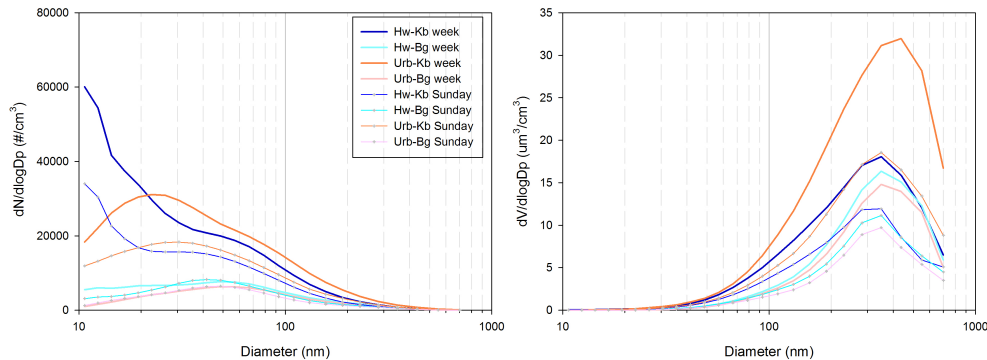 80000
60000
40000
20000
0
dN/dlogDp (#/cm³)
10
100
1000
Diameter (nm)
Hw-Kb week
Hw-Bg week
Urb-Kb week
Urb-Bg week
Hw-Kb Sunday
Hw-Bg Sunday
Urb-Kb Sunday
Urb-Bg Sunday
35
30
25
20
15
10
5
0
dV/dlogDp (um³/cm³)
10
100
1000
Diameter (nm)